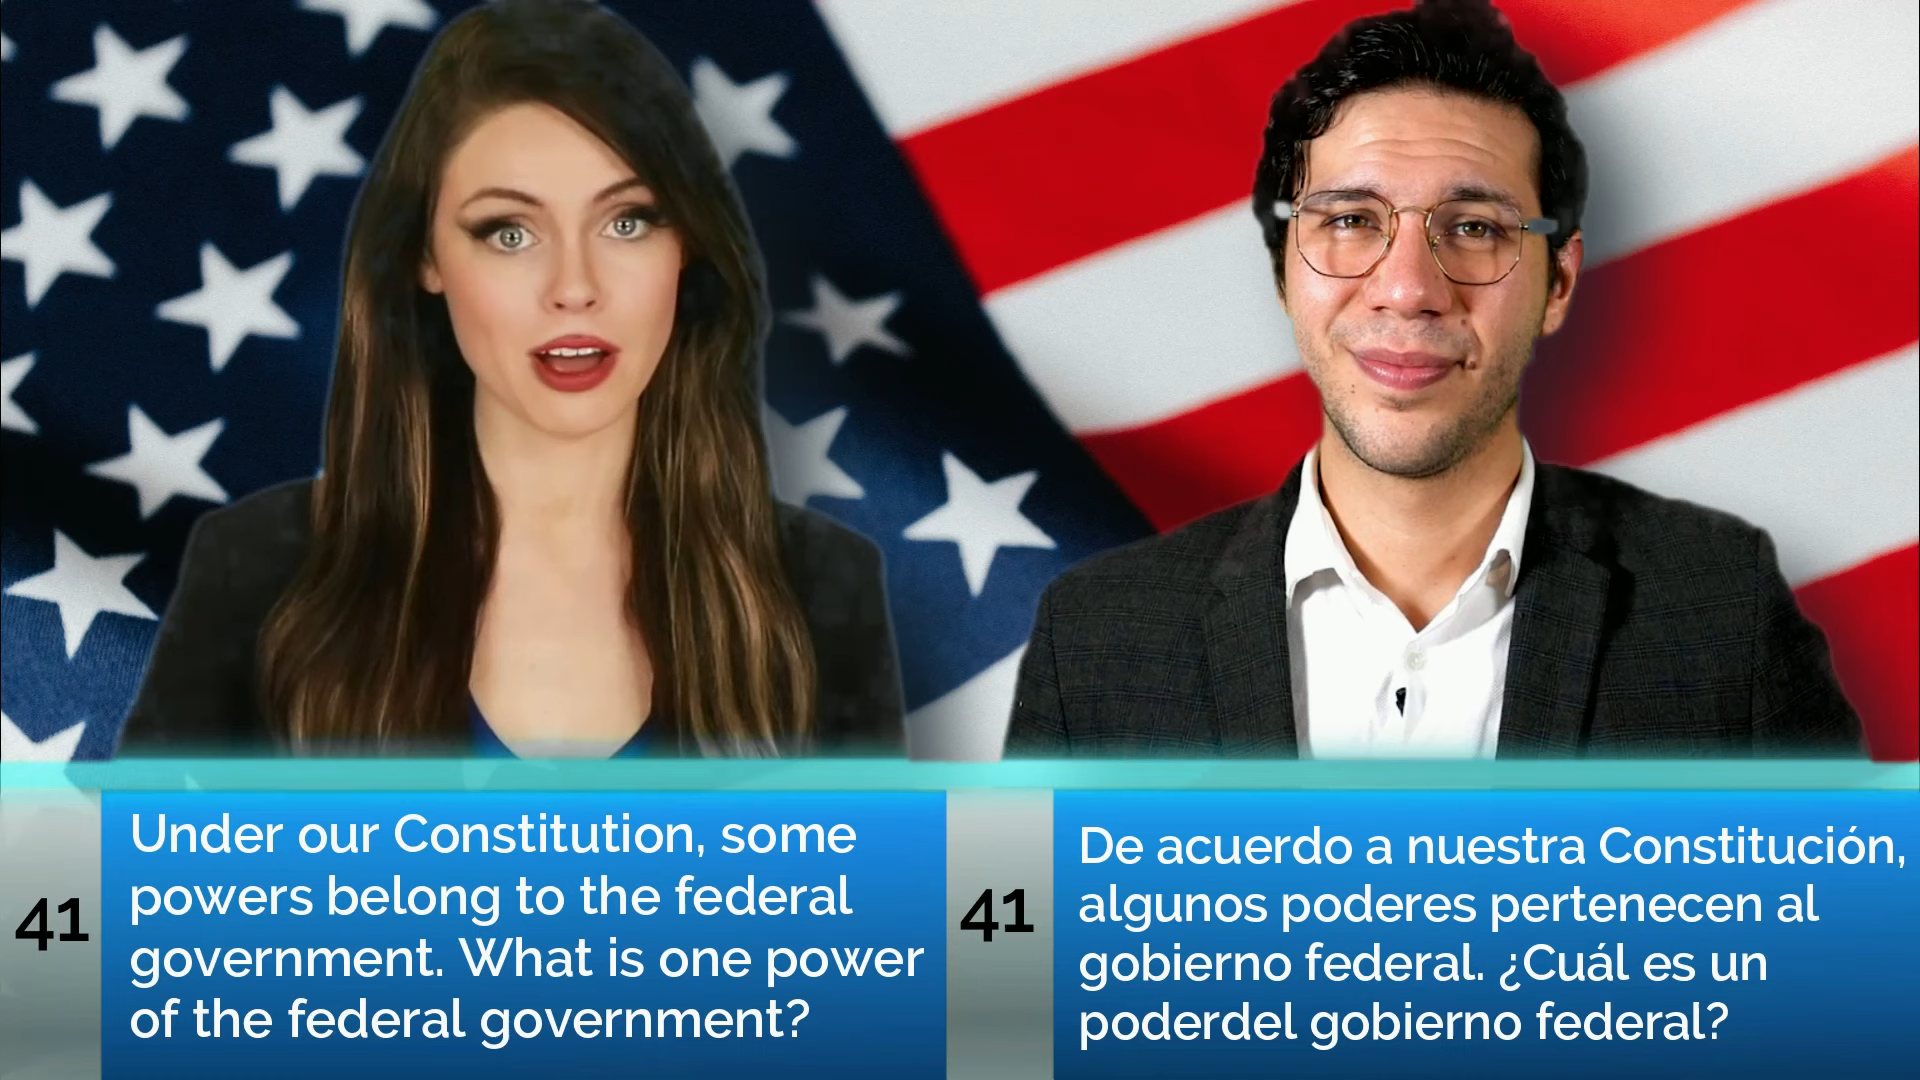 41
Under our Constitution, some
powers belong to the federal
government. What is one power
of the federal government?
41
De acuerdo a nuestra Constitución,
algunos poderes pertenecen al
gobierno federal. ¿Cuál es un
poderdel gobierno federal?